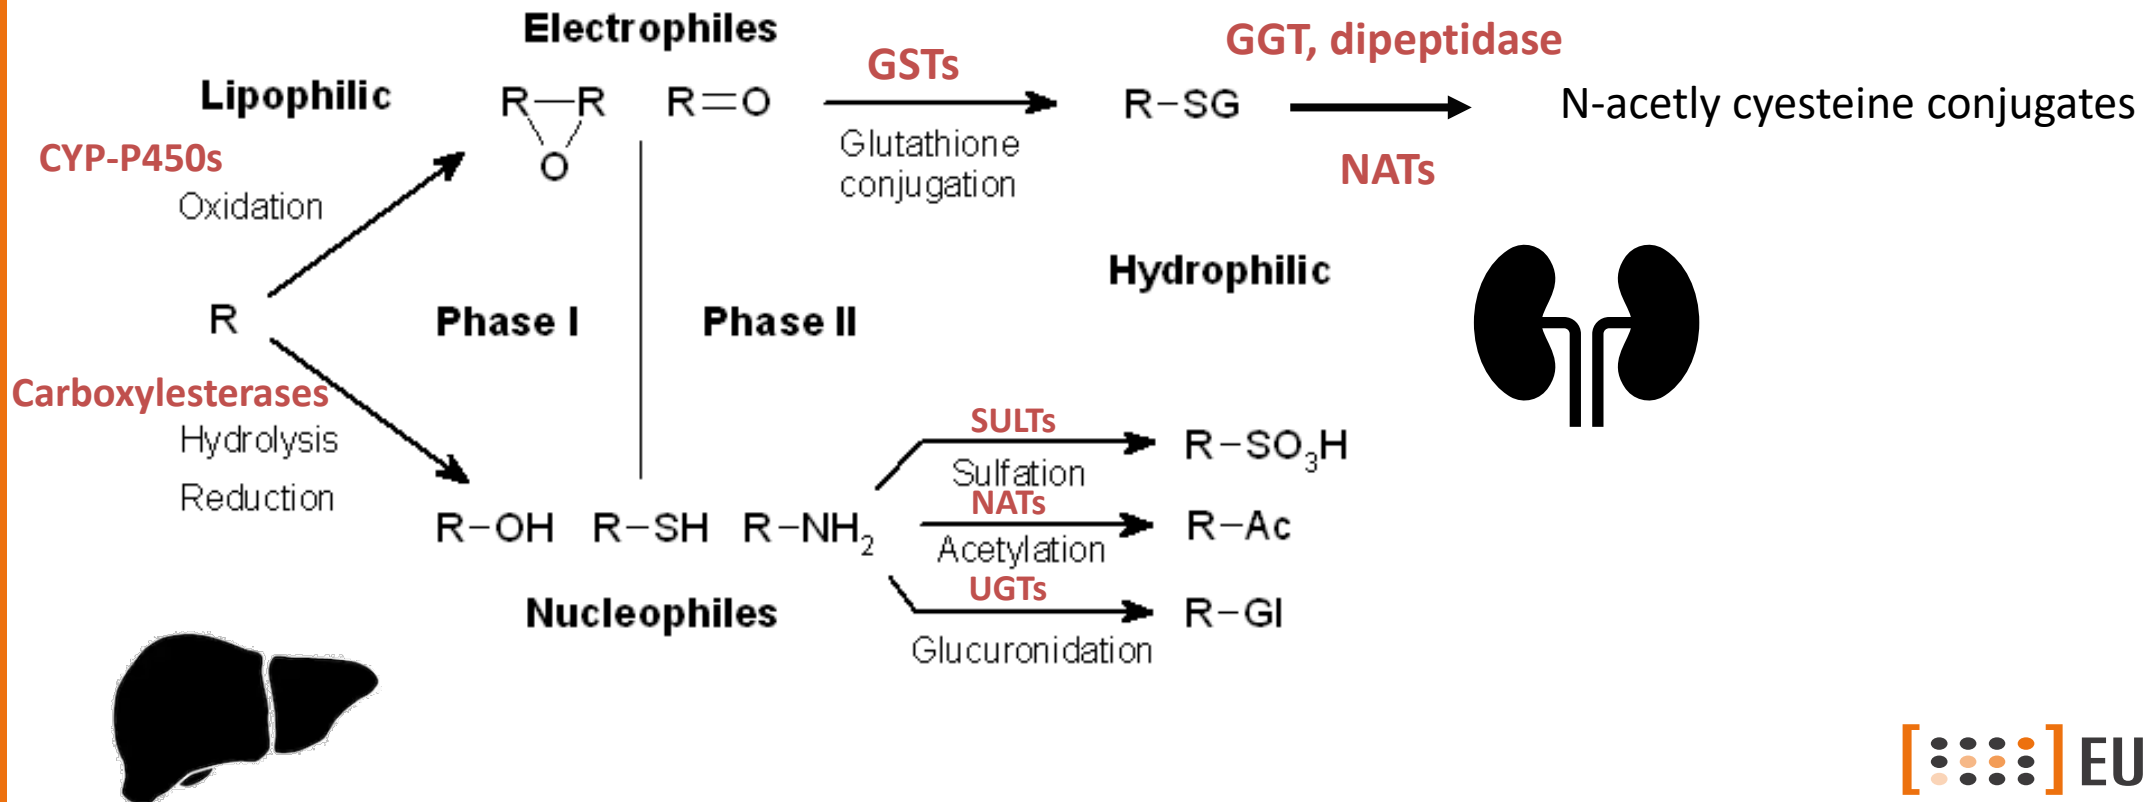 Electrophiles
GGT, dipeptidase
GSTs
Lipophilic
R—R
R=O
R–SG
N-acetly cyesteine conjugates
O
CYP-P450s
Glutathione
conjugation
NATs
Oxidation
Hydrophilic
R
Phase I
Phase II
Carboxylesterases
Hydrolysis
Reduction
SULTs
R–SO₃H
Sulfation
NATs
R–OH R–SH R–NH₂
R–Ac
Acetylation
UGTs
Nucleophiles
R–Gl
Glucuronidation
[ ] EU